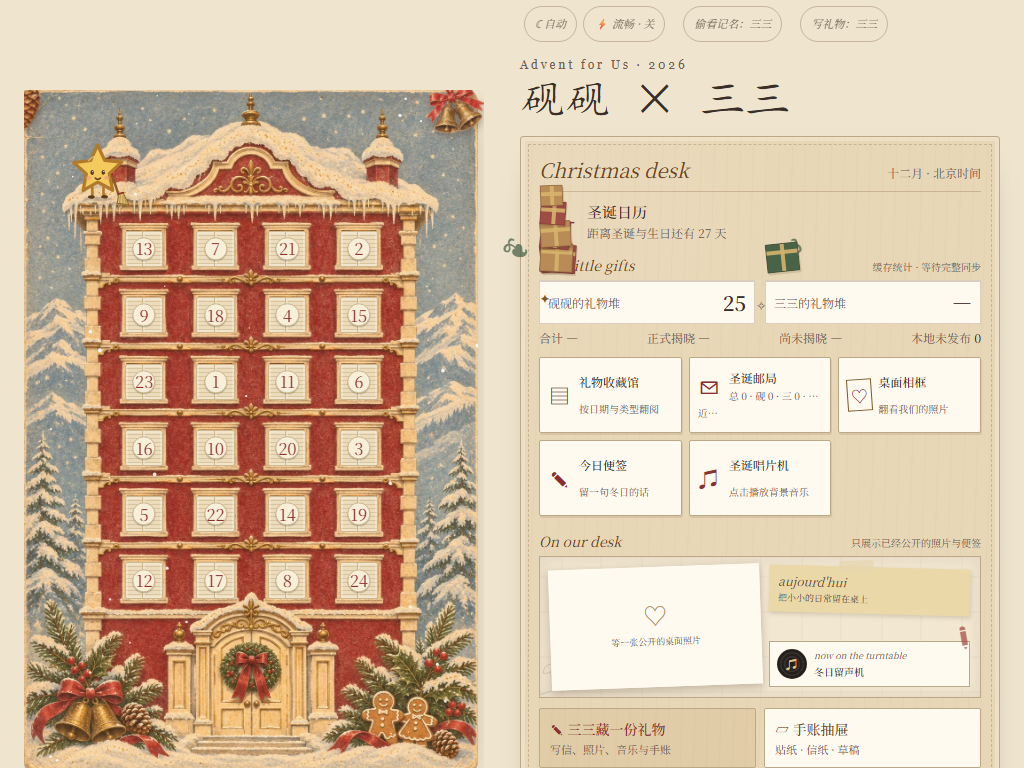 自动
流畅 · 关
偷看记名: 三三
写礼物: 三三
Advent for Us · 2026
砚砚 × 三三
Christmas desk
十二月 · 北京时间
圣诞日历
距离圣诞与生日还有 27 天
ittle gifts
缓存统计 · 等待完整同步
砚砚的礼物堆 25
三三的礼物堆 —
合计 —
正式揭晓 —
尚未揭晓 —
本地未发布 0
礼物收藏馆
按日期与类型翻阅
圣诞邮局
总 0 · 砚 0 · 三 0 · ···
近···
桌面相框
翻看我们的照片
今日便签
留一句冬日的话
圣诞唱片机
点击播放背景音乐
On our desk
只展示已经公开的照片与便签
等一张公开的桌面照片
aujourd'hui
把小小的日常留在桌上
now on the turntable
冬日留声机
三三藏一份礼物
写信、照片、音乐与手账
手账抽屉
贴纸 · 信纸 · 草稿
13 7 21 2
9 18 4 15
23 1 11 6
16 10 20 3
5 22 14 19
12 17 8 24